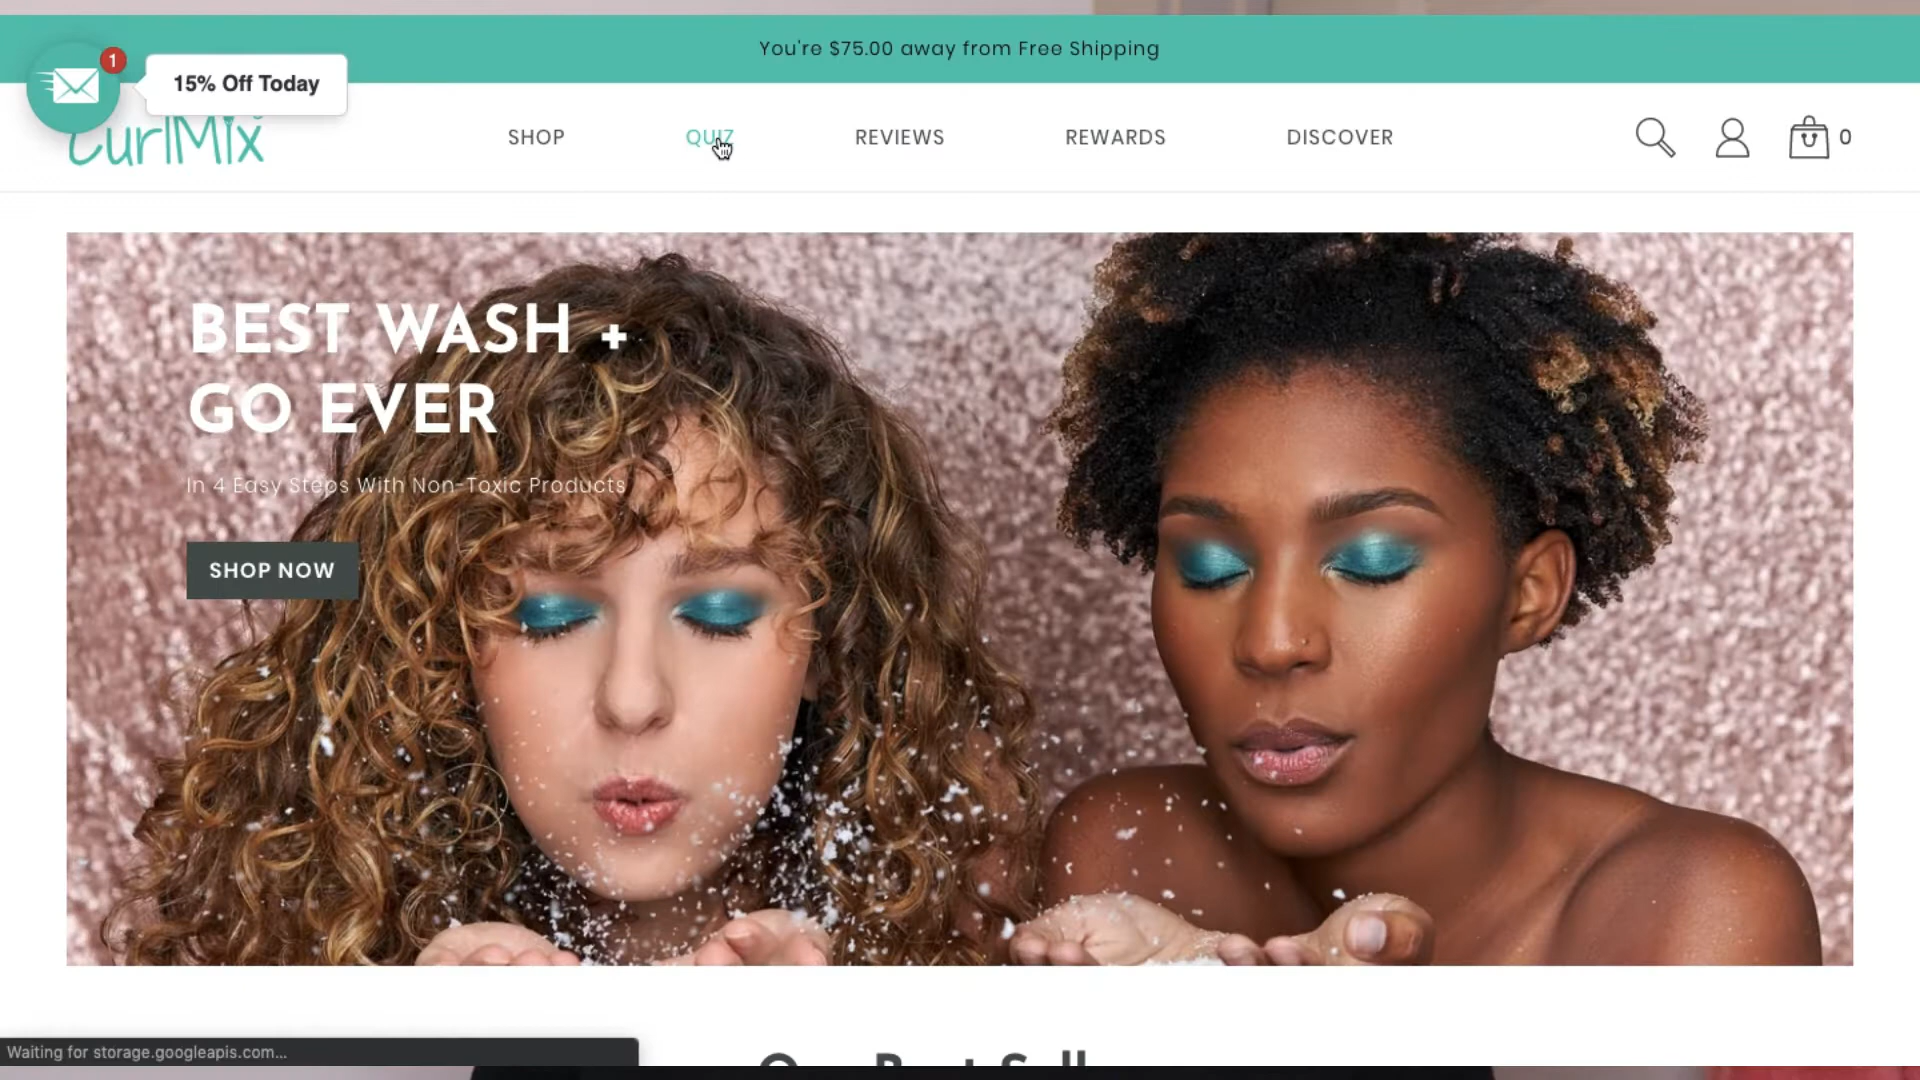 You're $75.00 away from Free Shipping
1
15% Off Today
CurlMix
SHOP
QUIZ
REVIEWS
REWARDS
DISCOVER
0
BEST WASH +
GO EVER
In 4 Easy Steps With Non-Toxic Products
SHOP NOW
Waiting for storage.googleapis.com...